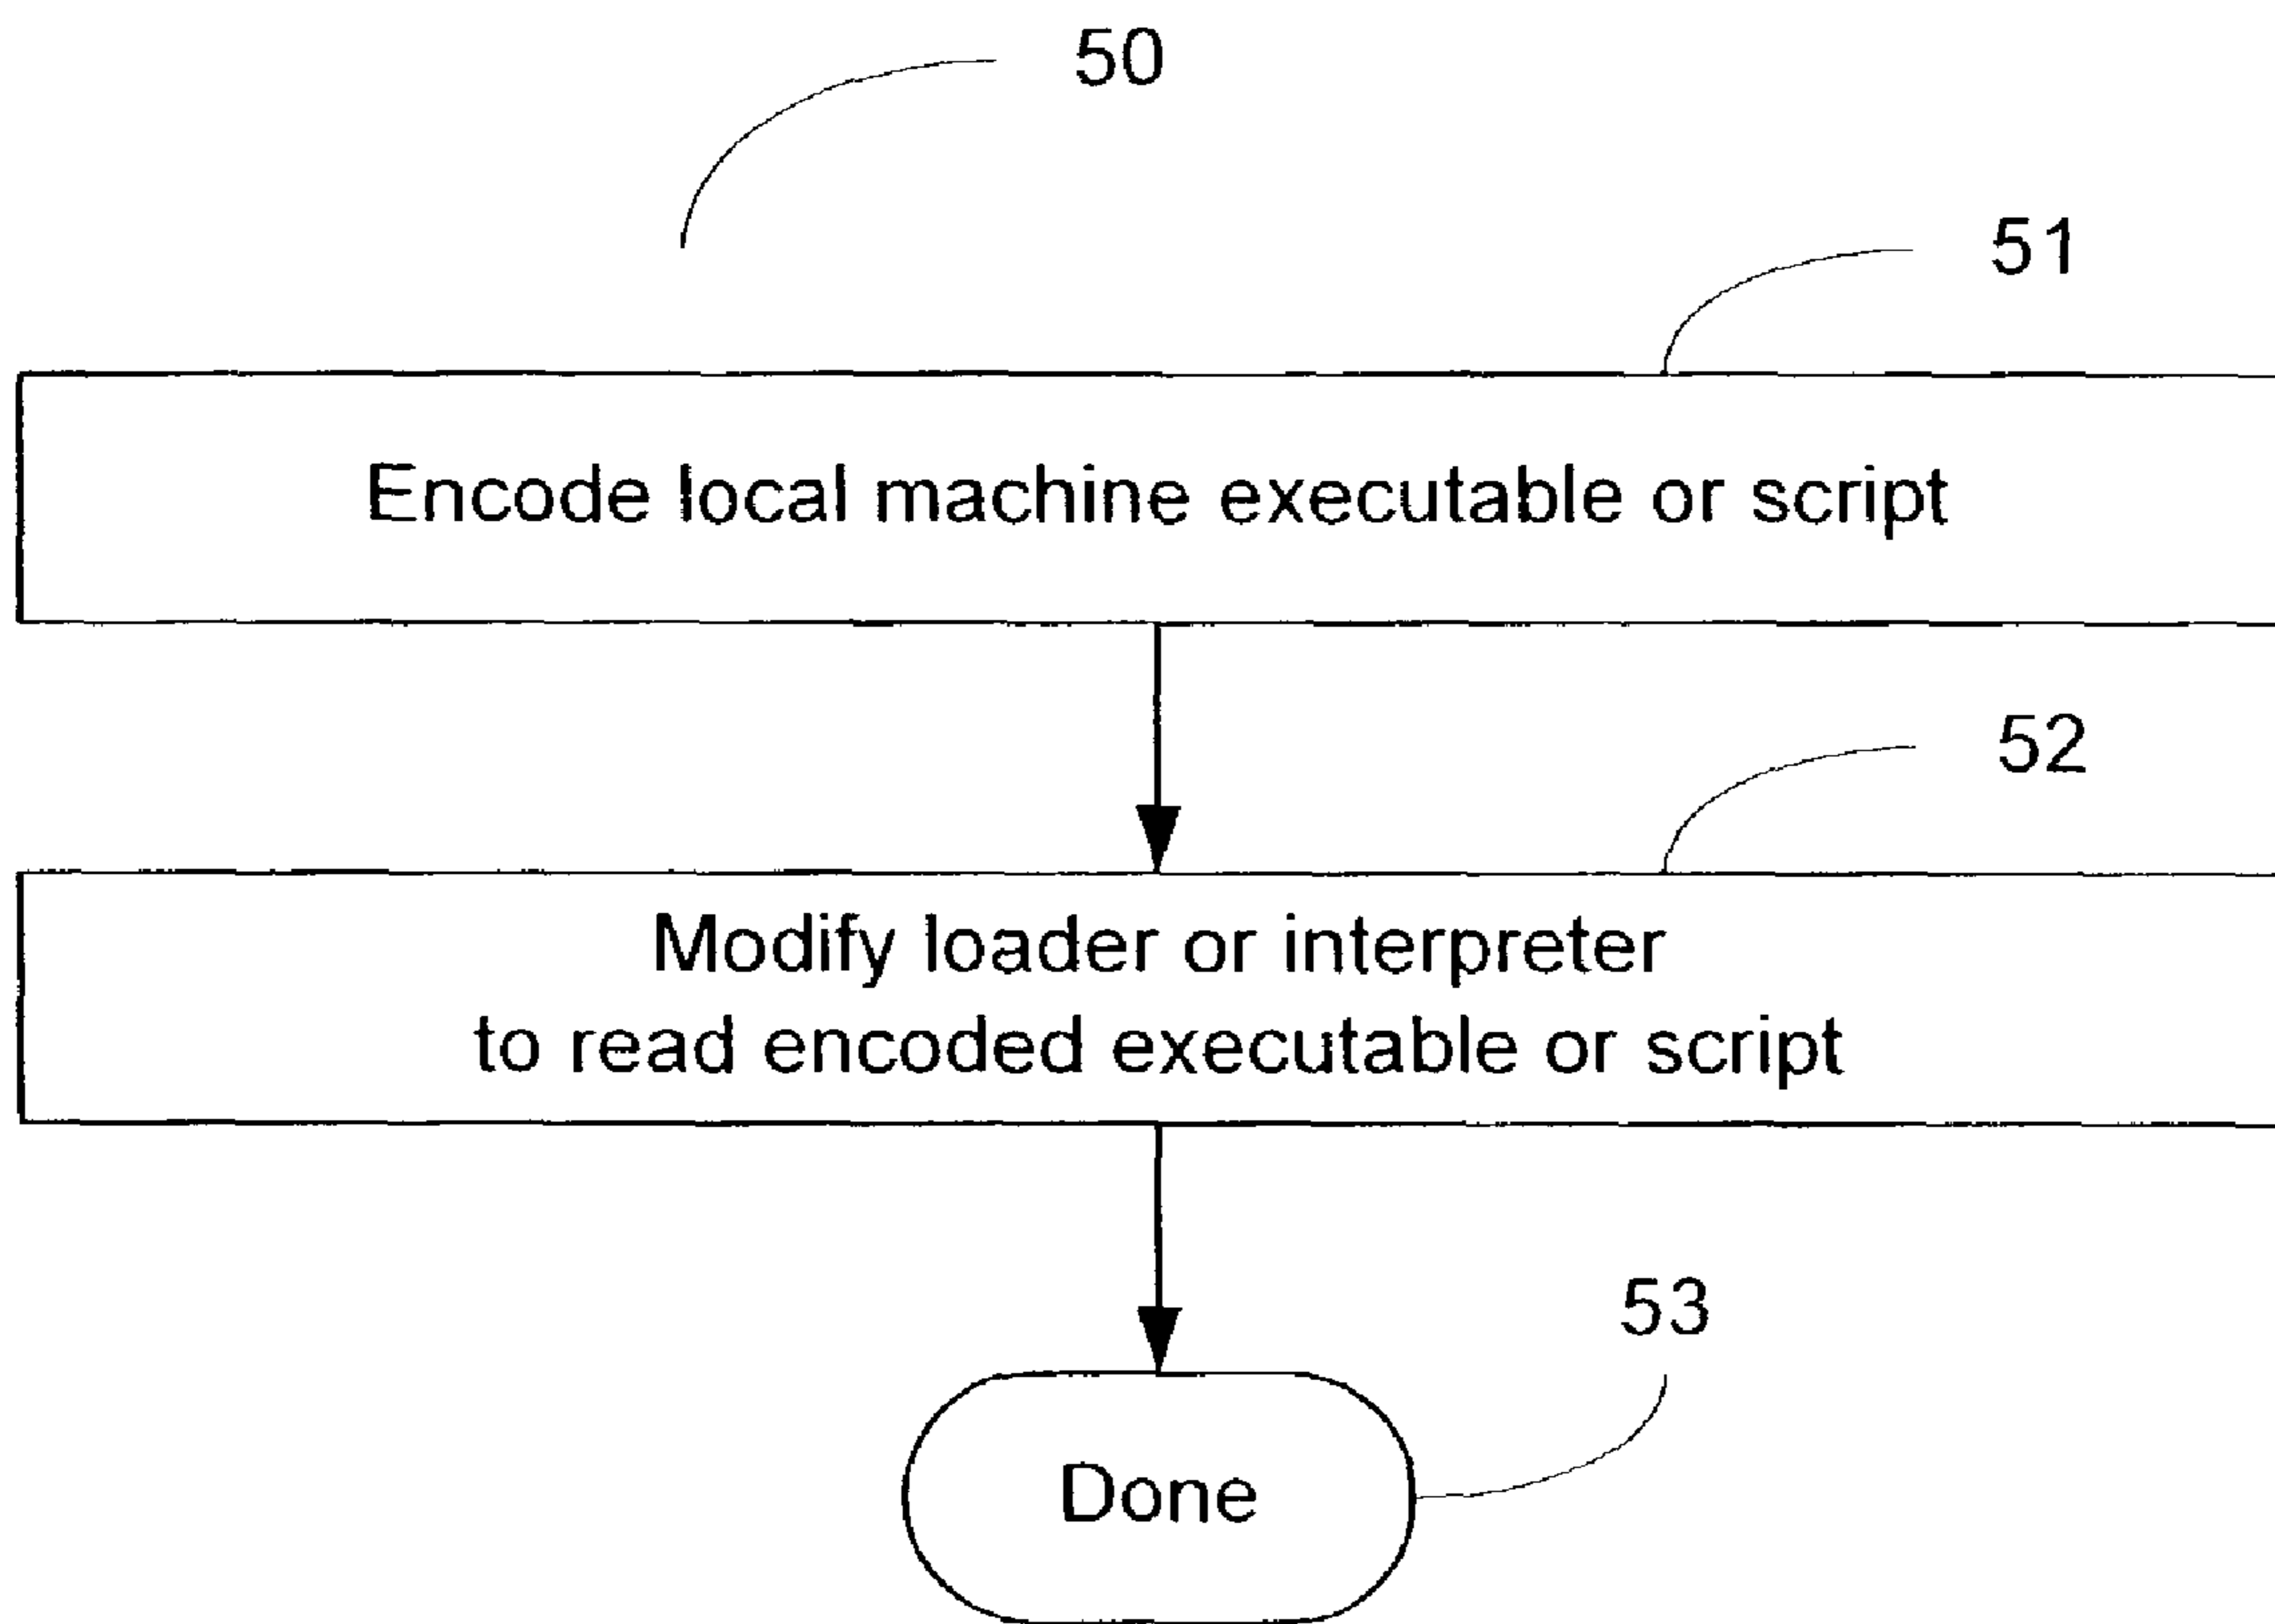 50
51
Encode local machine executable or script
52
Modify loader or interpreter
to read encoded executable or script
53
Done